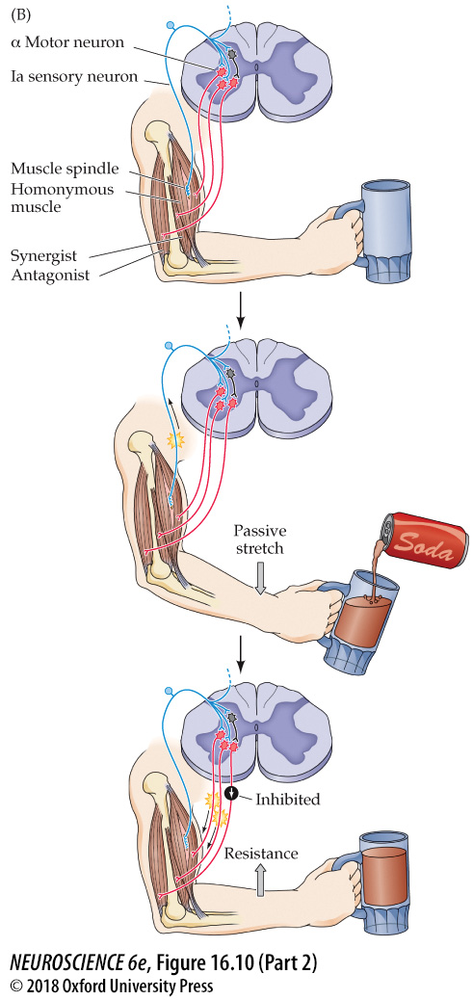 (B)
α Motor neuron
Ia sensory neuron
Muscle spindle
Homonymous
muscle
Synergist
Antagonist
Passive
stretch
Soda
Inhibited
Resistance
NEUROSCIENCE 6e, Figure 16.10 (Part 2)
© 2018 Oxford University Press